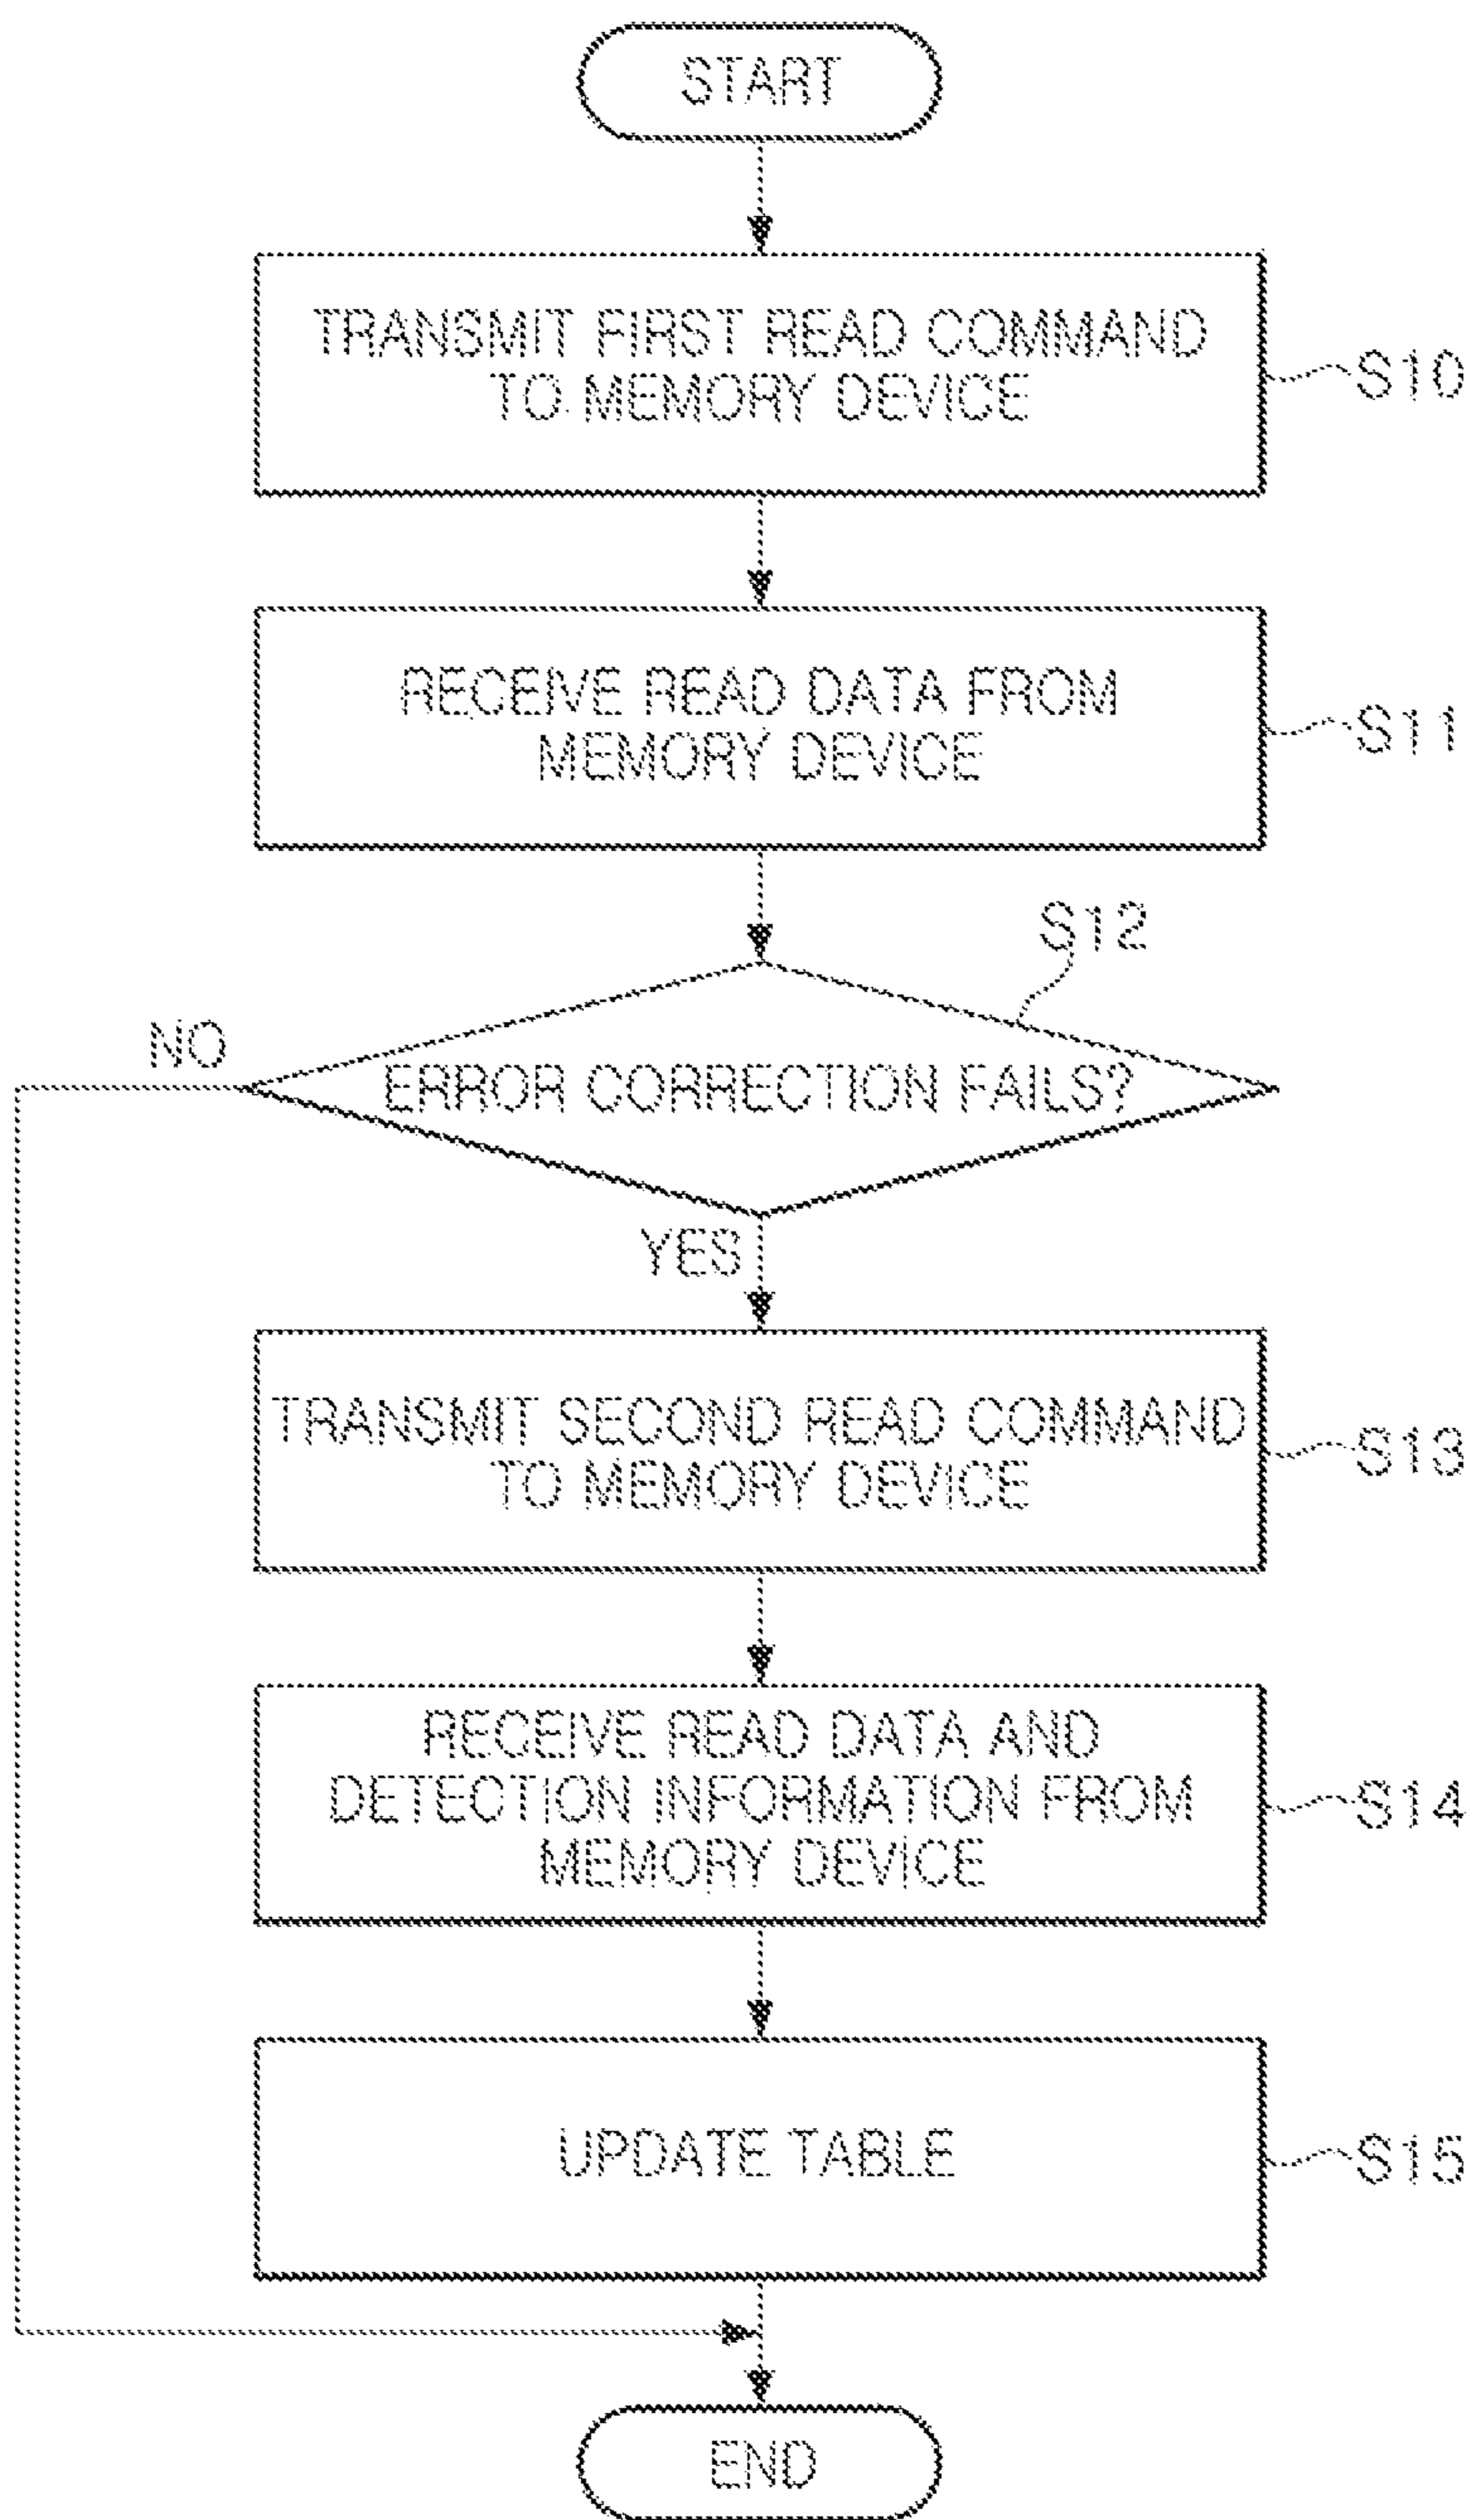 START
TRANSMIT FIRST READ COMMAND
TO MEMORY DEVICE
S10
RECEIVE READ DATA FROM
MEMORY DEVICE
S11
S12
NO
ERROR CORRECTION FAILS?
YES
TRANSMIT SECOND READ COMMAND
TO MEMORY DEVICE
S13
RECEIVE READ DATA AND
DETECTION INFORMATION FROM
MEMORY DEVICE
S14
UPDATE TABLE
S15
END